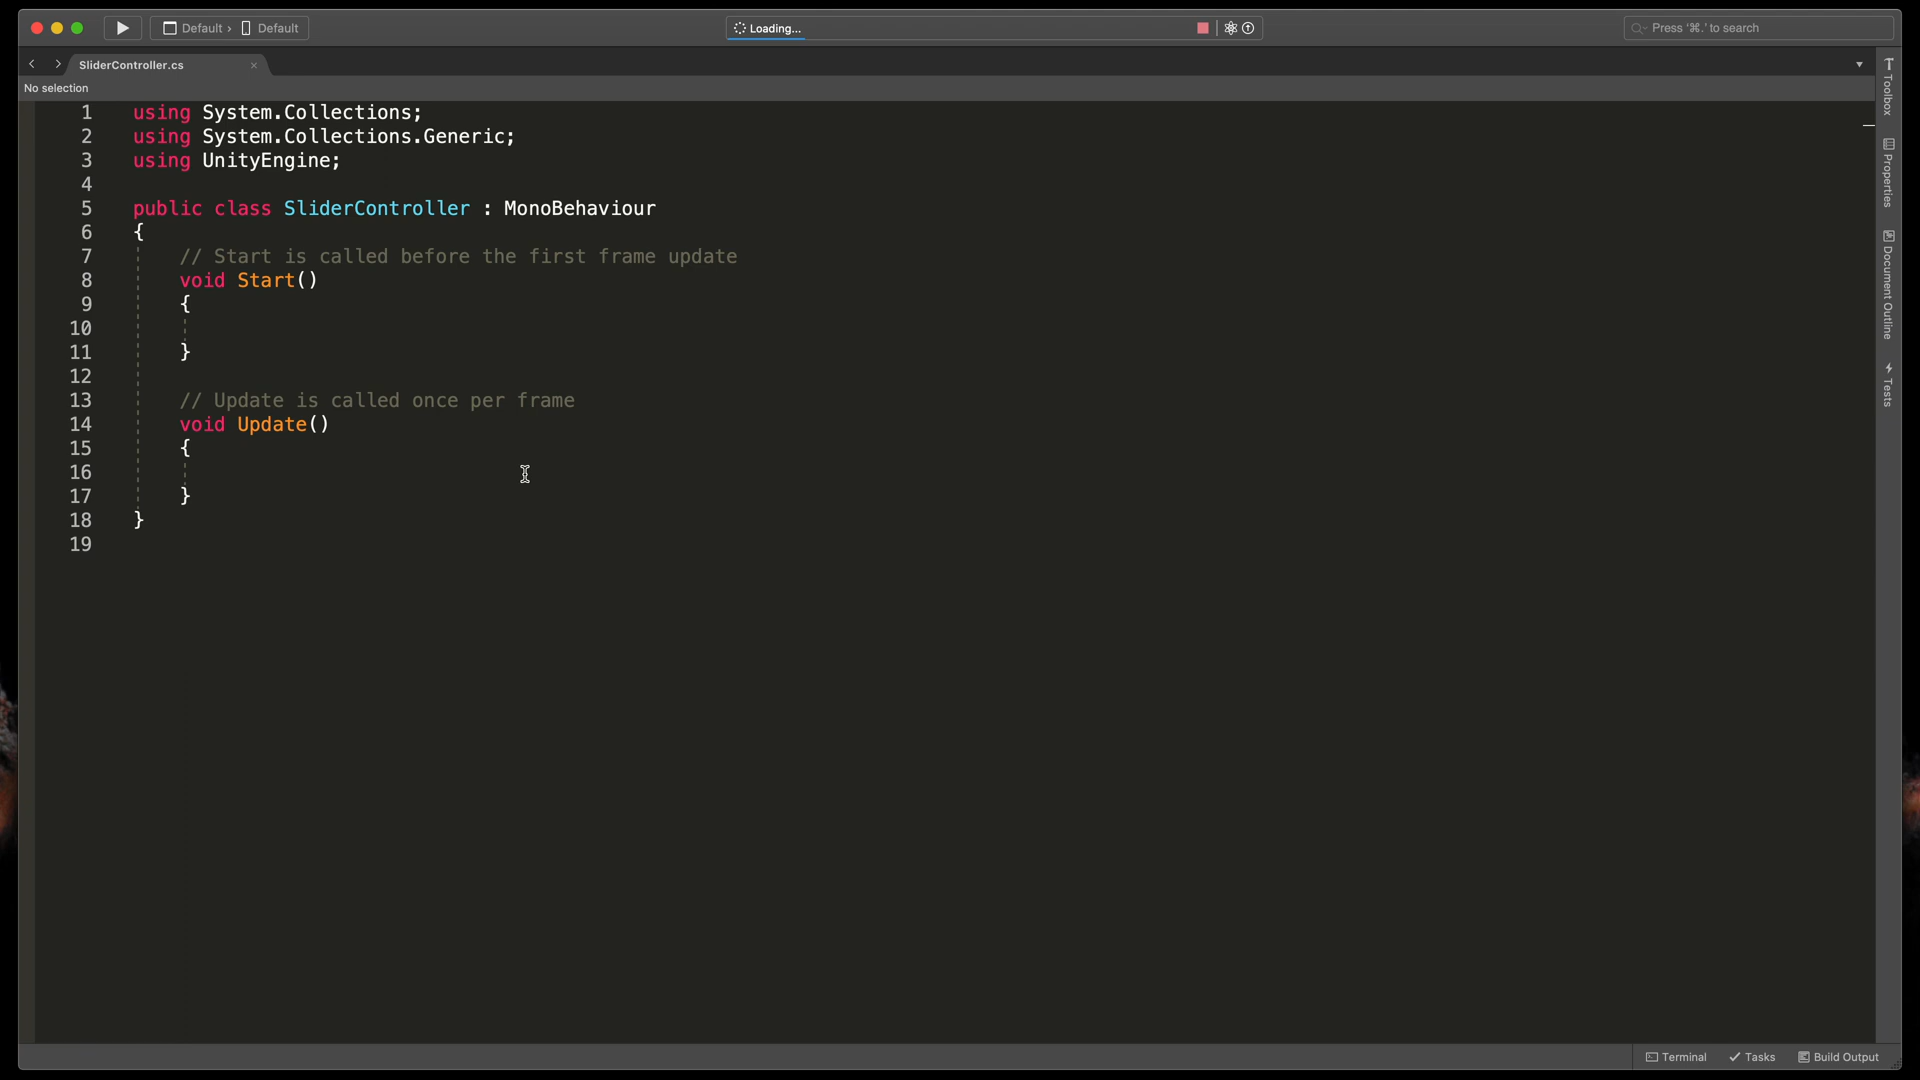 Default › Default
Loading...
Press '⌘.' to search
SliderController.cs
No selection
1 using System.Collections;
2 using System.Collections.Generic;
3 using UnityEngine;
4
5 public class SliderController : MonoBehaviour
6 {
7 // Start is called before the first frame update
8 void Start()
9 {
10
11 }
12
13 // Update is called once per frame
14 void Update()
15 {
16
17 }
18 }
19
Toolbox
Properties
Document Outline
Tests
Terminal
Tasks
Build Output